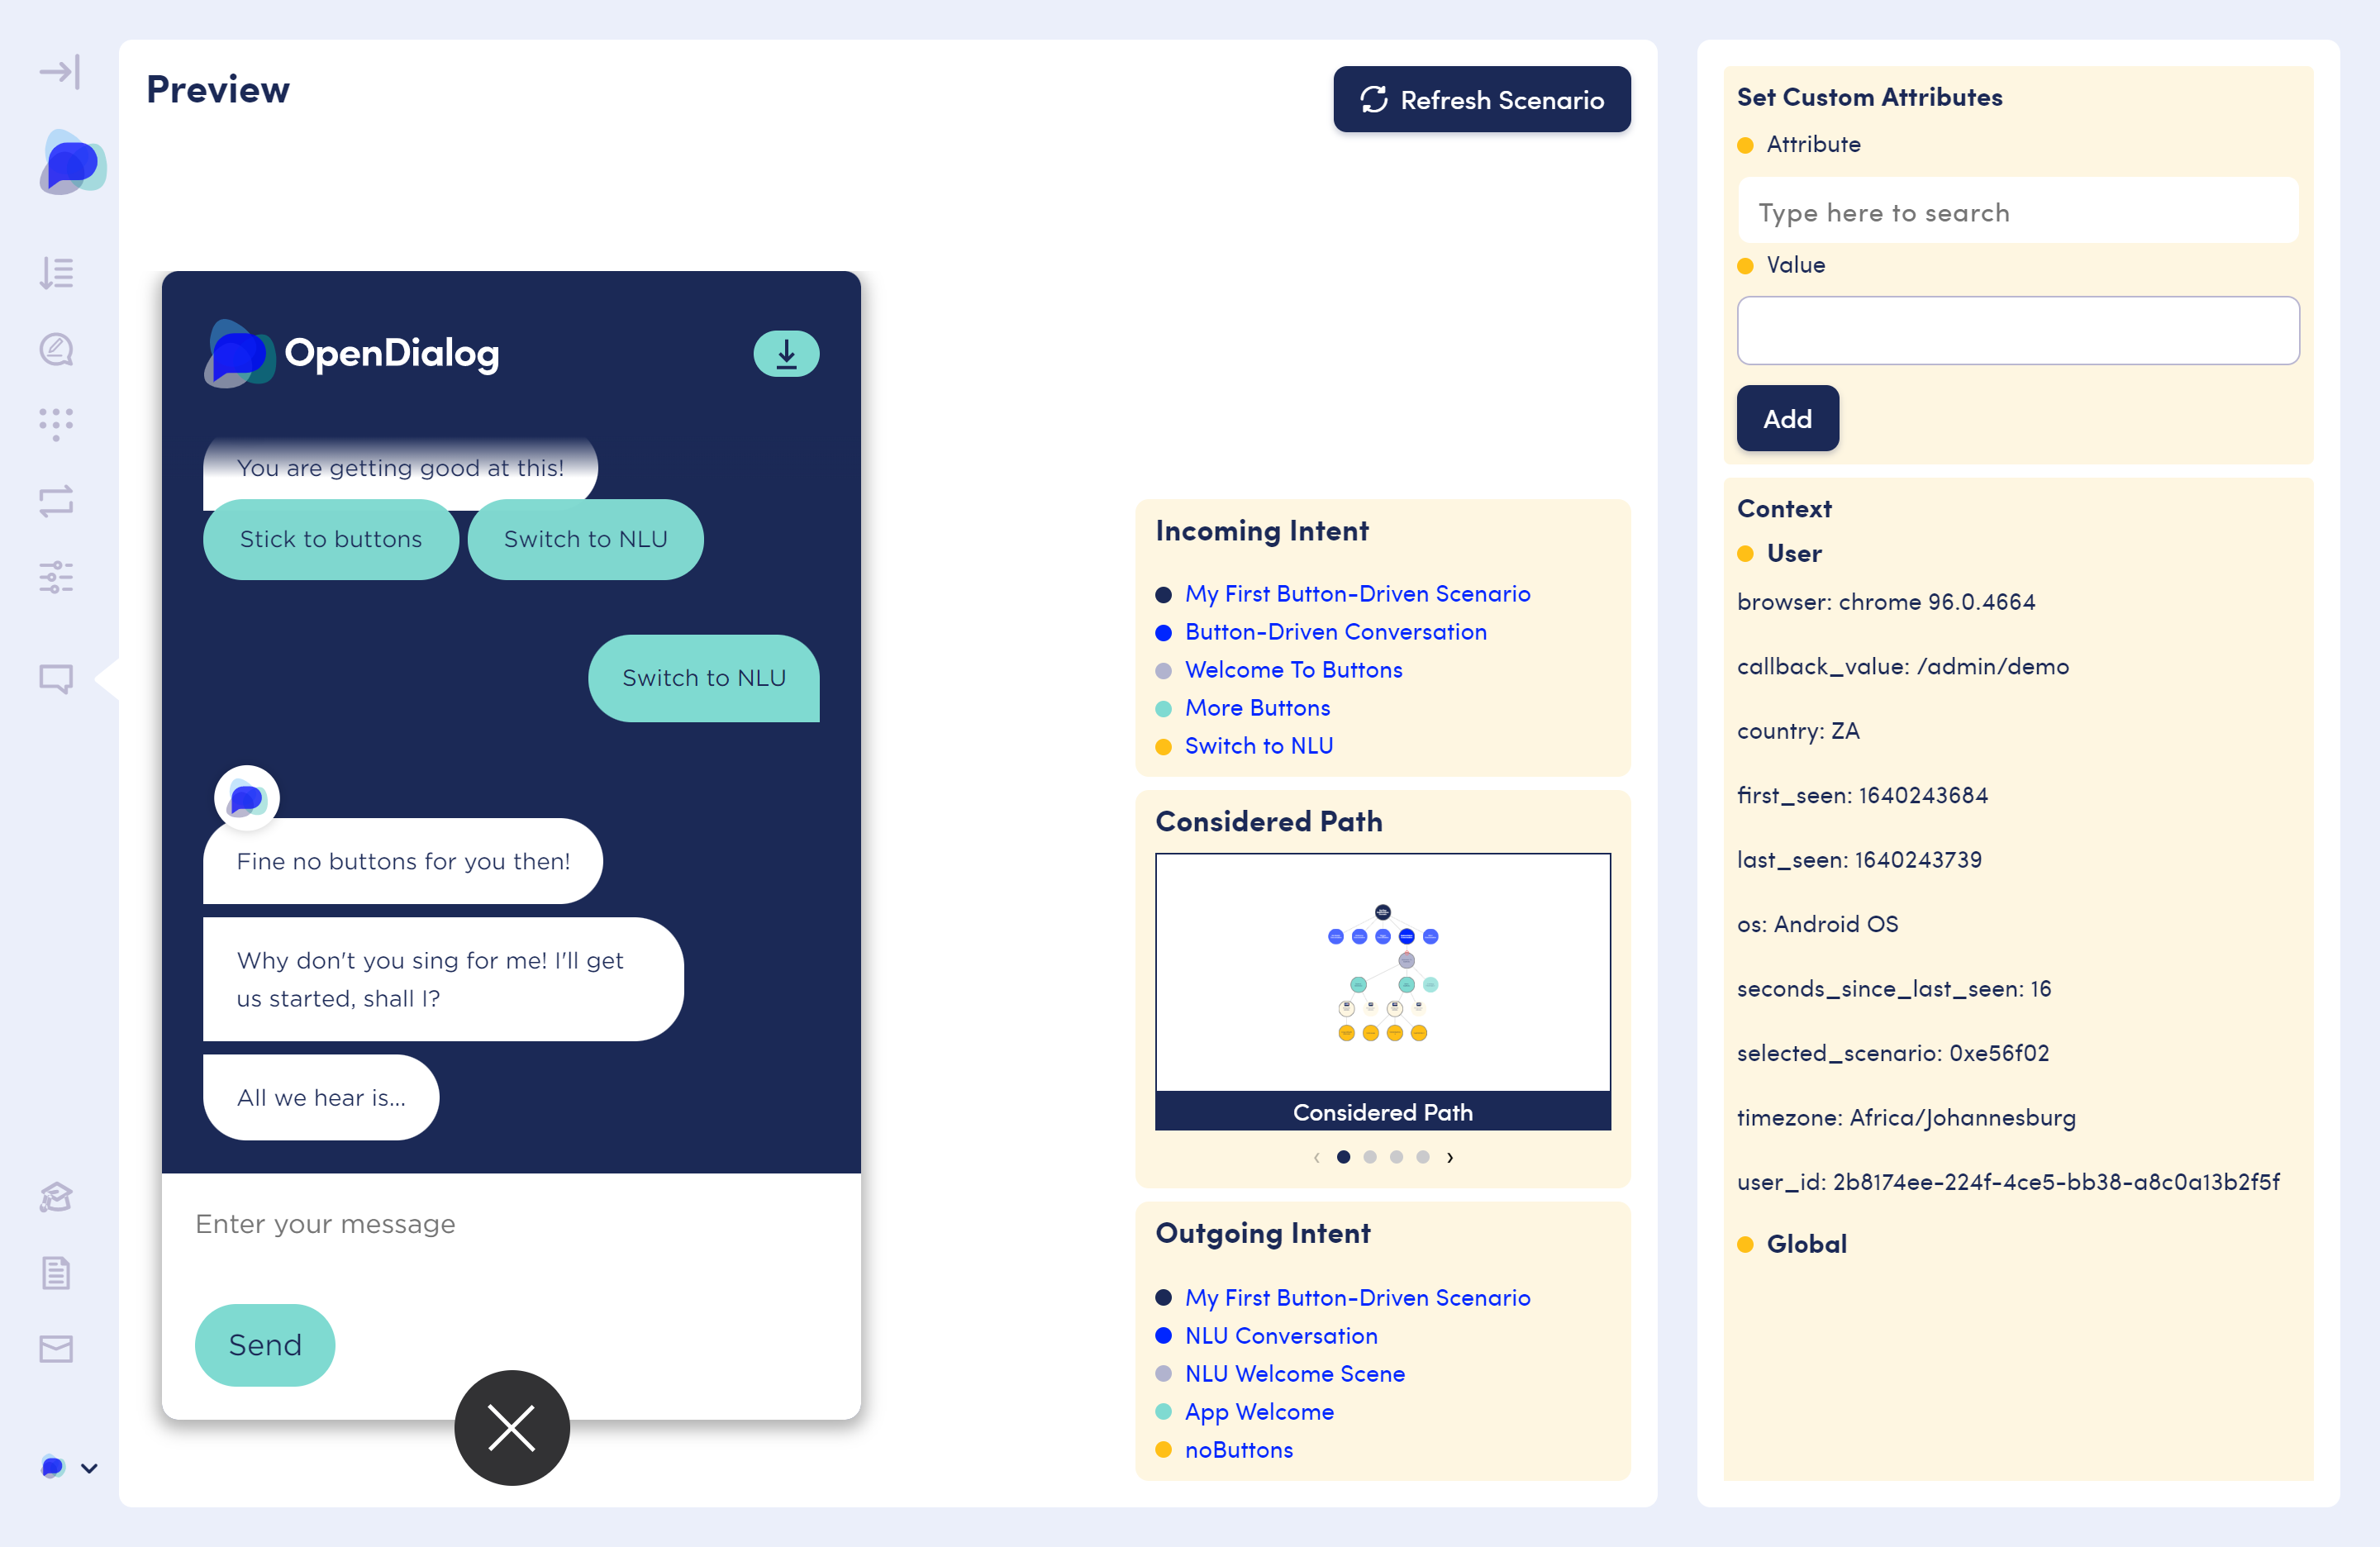 Preview
Refresh Scenario
OpenDialog
You are getting good at this!
Stick to buttons
Switch to NLU
Switch to NLU
Fine no buttons for you then!
Why don't you sing for me! I'll get
us started, shall I?
All we hear is...
Enter your message
Send
Incoming Intent
My First Button-Driven Scenario
Button-Driven Conversation
Welcome To Buttons
More Buttons
Switch to NLU
Considered Path
Considered Path
Outgoing Intent
My First Button-Driven Scenario
NLU Conversation
NLU Welcome Scene
App Welcome
noButtons
Set Custom Attributes
Attribute
Type here to search
Value
Add
Context
User
browser: chrome 96.0.4664
callback_value: /admin/demo
country: ZA
first_seen: 1640243684
last_seen: 1640243739
os: Android OS
seconds_since_last_seen: 16
selected_scenario: 0xe56f02
timezone: Africa/Johannesburg
user_id: 2b8174ee-224f-4ce5-bb38-a8c0a13b2f5f
Global